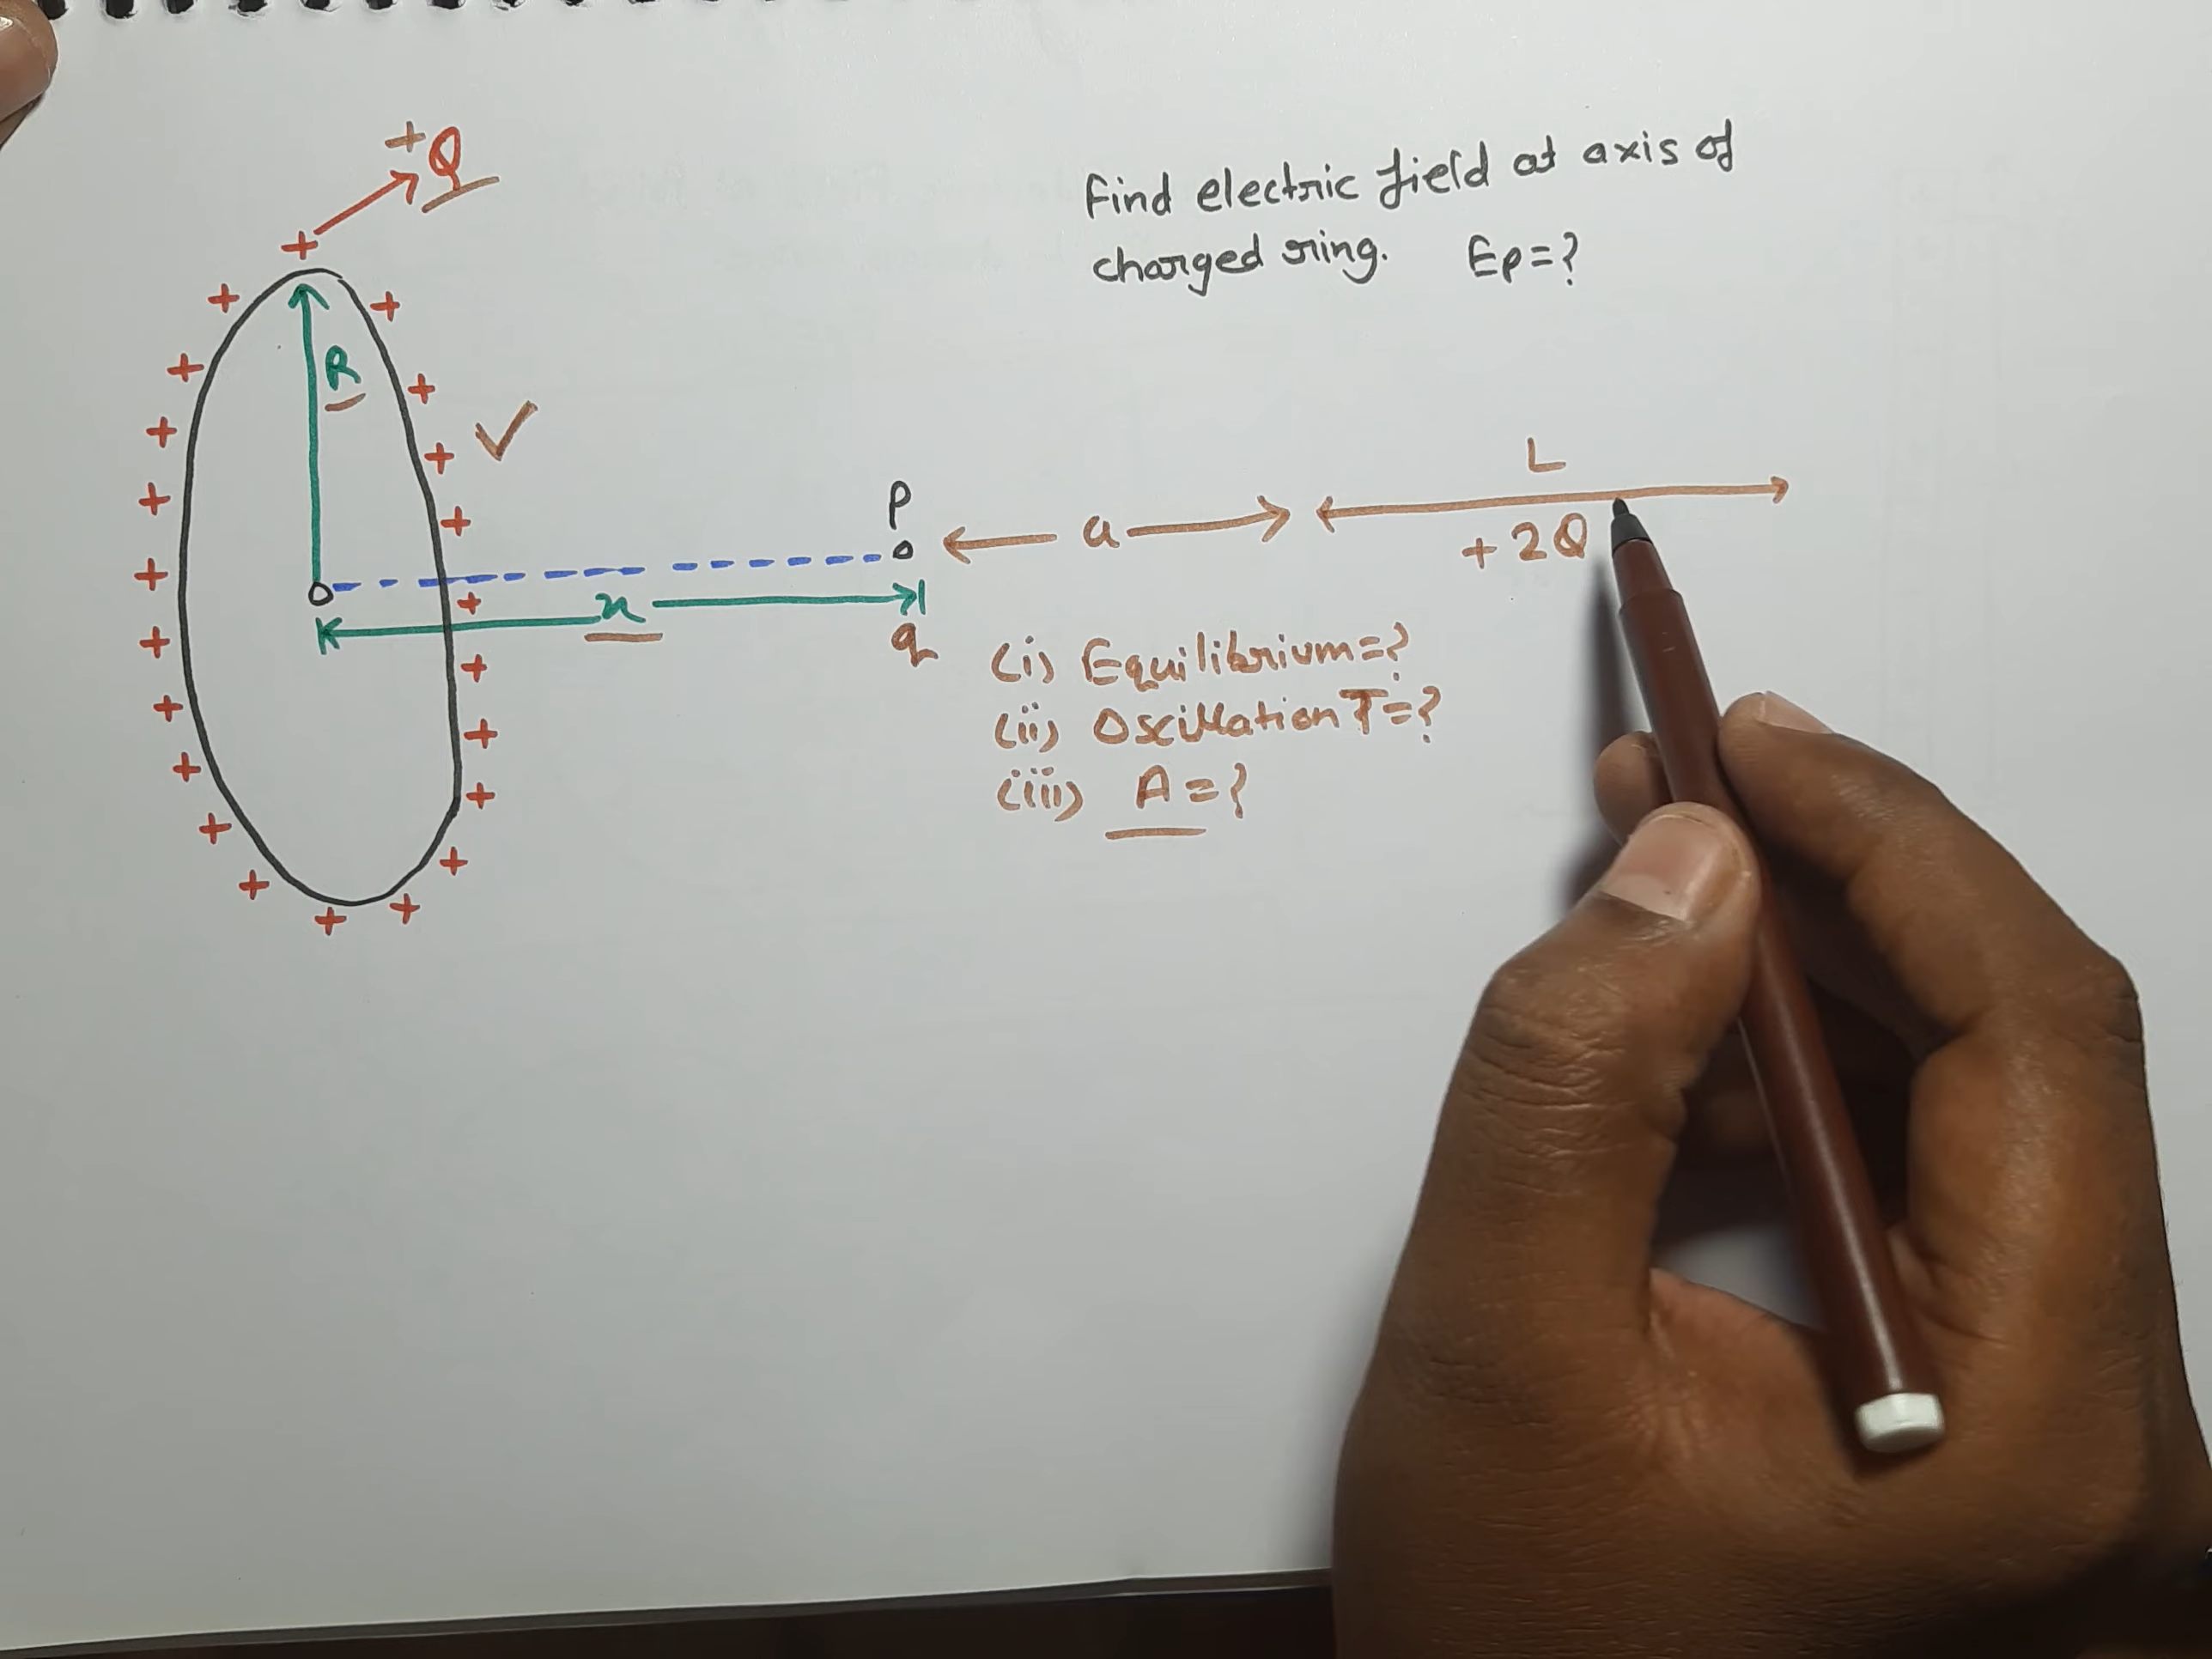 +Q
Find electric field at axis of
charged ring. Ep=?
R
L
P
a
+2Q
O
x
q
(i) Equilibrium=?
(ii) Oscillation T=?
(iii) A=?